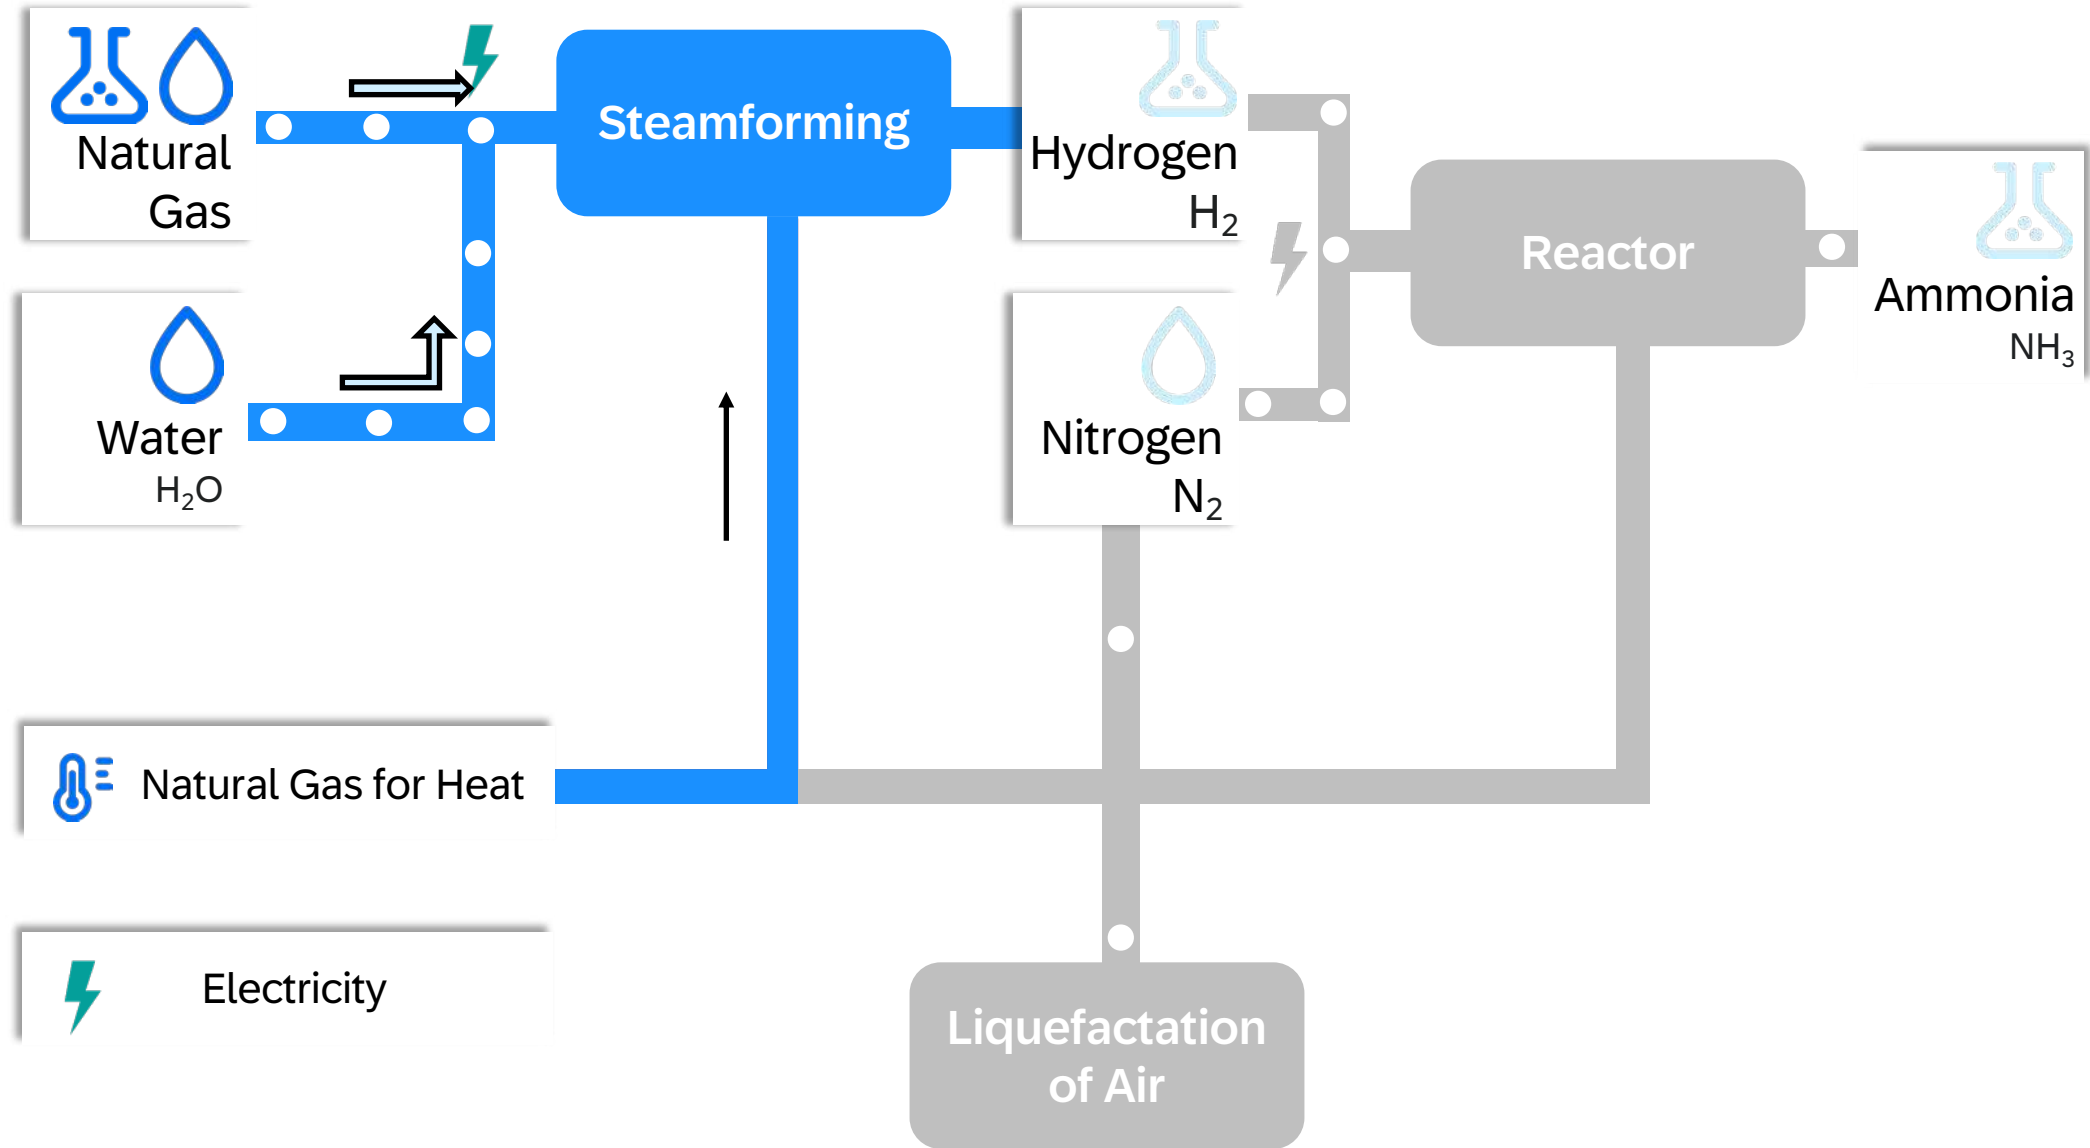 Natural
Gas
Steamforming
Hydrogen
H₂
Reactor
Ammonia
NH₃
Water
H₂O
Nitrogen
N₂
Natural Gas for Heat
Electricity
Liquefactation
of Air